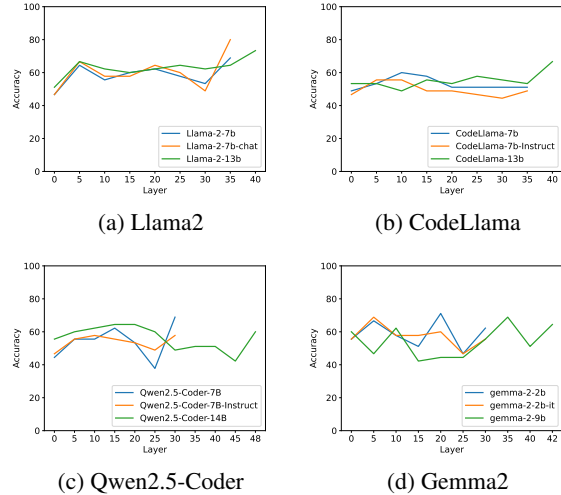 100
80
60
40
20
0
Accuracy
Llama-2-7b
Llama-2-7b-chat
Llama-2-13b
0 5 10 15 20 25 30 35 40
Layer
(a) Llama2
100
80
60
40
20
0
Accuracy
CodeLlama-7b
CodeLlama-7b-Instruct
CodeLlama-13b
0 5 10 15 20 25 30 35 40
Layer
(b) CodeLlama
100
80
60
40
20
0
Accuracy
Qwen2.5-Coder-7B
Qwen2.5-Coder-7B-Instruct
Qwen2.5-Coder-14B
0 5 10 15 20 25 30 35 40 45 48
Layer
(c) Qwen2.5-Coder
100
80
60
40
20
0
Accuracy
gemma-2-2b
gemma-2-2b-it
gemma-2-9b
0 5 10 15 20 25 30 35 40 42
Layer
(d) Gemma2